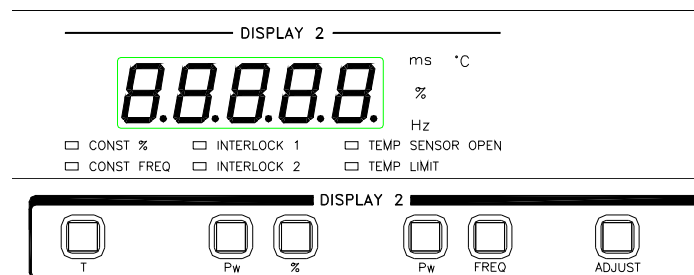 DISPLAY 2
ms °C
8.8.8.8.8.
%
Hz
CONST % INTERLOCK 1 TEMP SENSOR OPEN
CONST FREQ INTERLOCK 2 TEMP LIMIT
DISPLAY 2
T Pw % Pw FREQ ADJUST